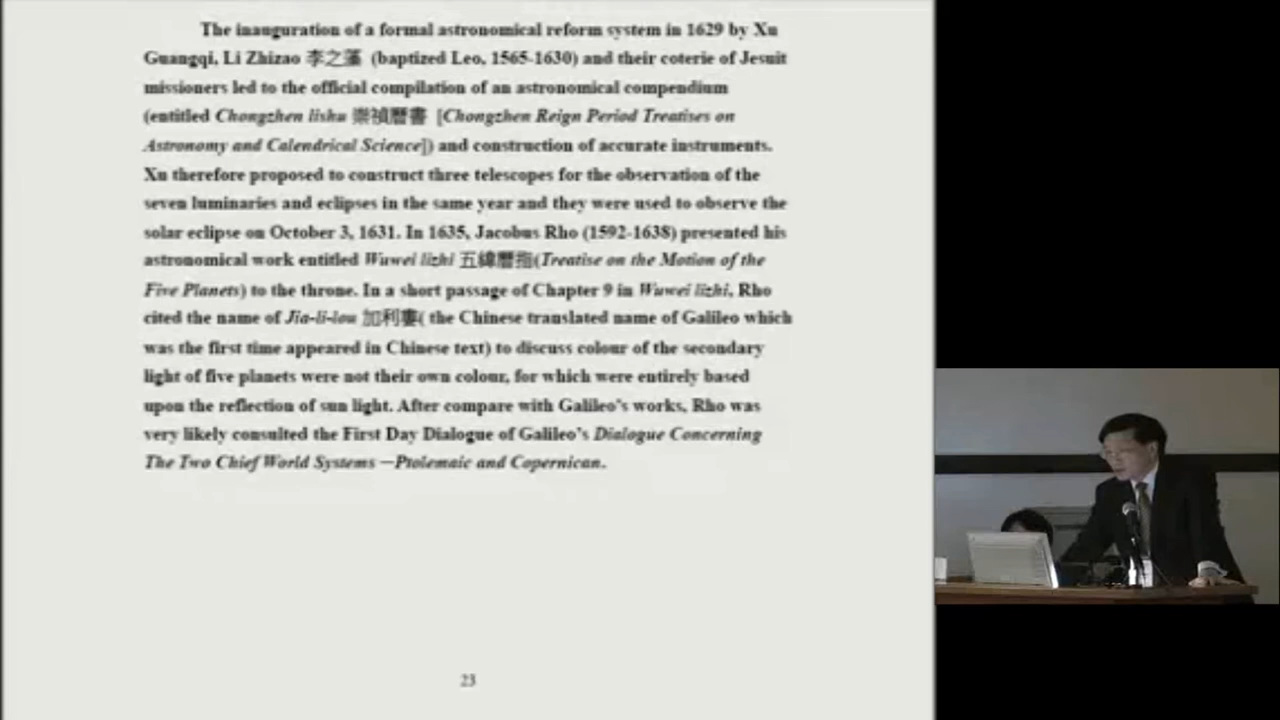 The inauguration of a formal astronomical reform system in 1629 by Xu
Guangqi, Li Zhizao 李之藻 (baptized Leo, 1565-1630) and their coterie of Jesuit
missioners led to the official compilation of an astronomical compendium
(entitled Chongzhen lishu 崇禎曆書 [Chongzhen Reign Period Treatises on
Astronomy and Calendrical Science]) and construction of accurate instruments.
Xu therefore proposed to construct three telescopes for the observation of the
seven luminaries and eclipses in the same year and they were used to observe the
solar eclipse on October 3, 1631. In 1635, Jacobus Rho (1592-1638) presented his
astronomical work entitled Wuwei lizhi 五緯曆指(Treatise on the Motion of the
Five Planets) to the throne. In a short passage of Chapter 9 in Wuwei lizhi, Rho
cited the name of Jia-li-lou 加利婁( the Chinese translated name of Galileo which
was the first time appeared in Chinese text) to discuss colour of the secondary
light of five planets were not their own colour, for which were entirely based
upon the reflection of sun light. After compare with Galileo's works, Rho was
very likely consulted the First Day Dialogue of Galileo's Dialogue Concerning
The Two Chief World Systems —Ptolemaic and Copernican.
23